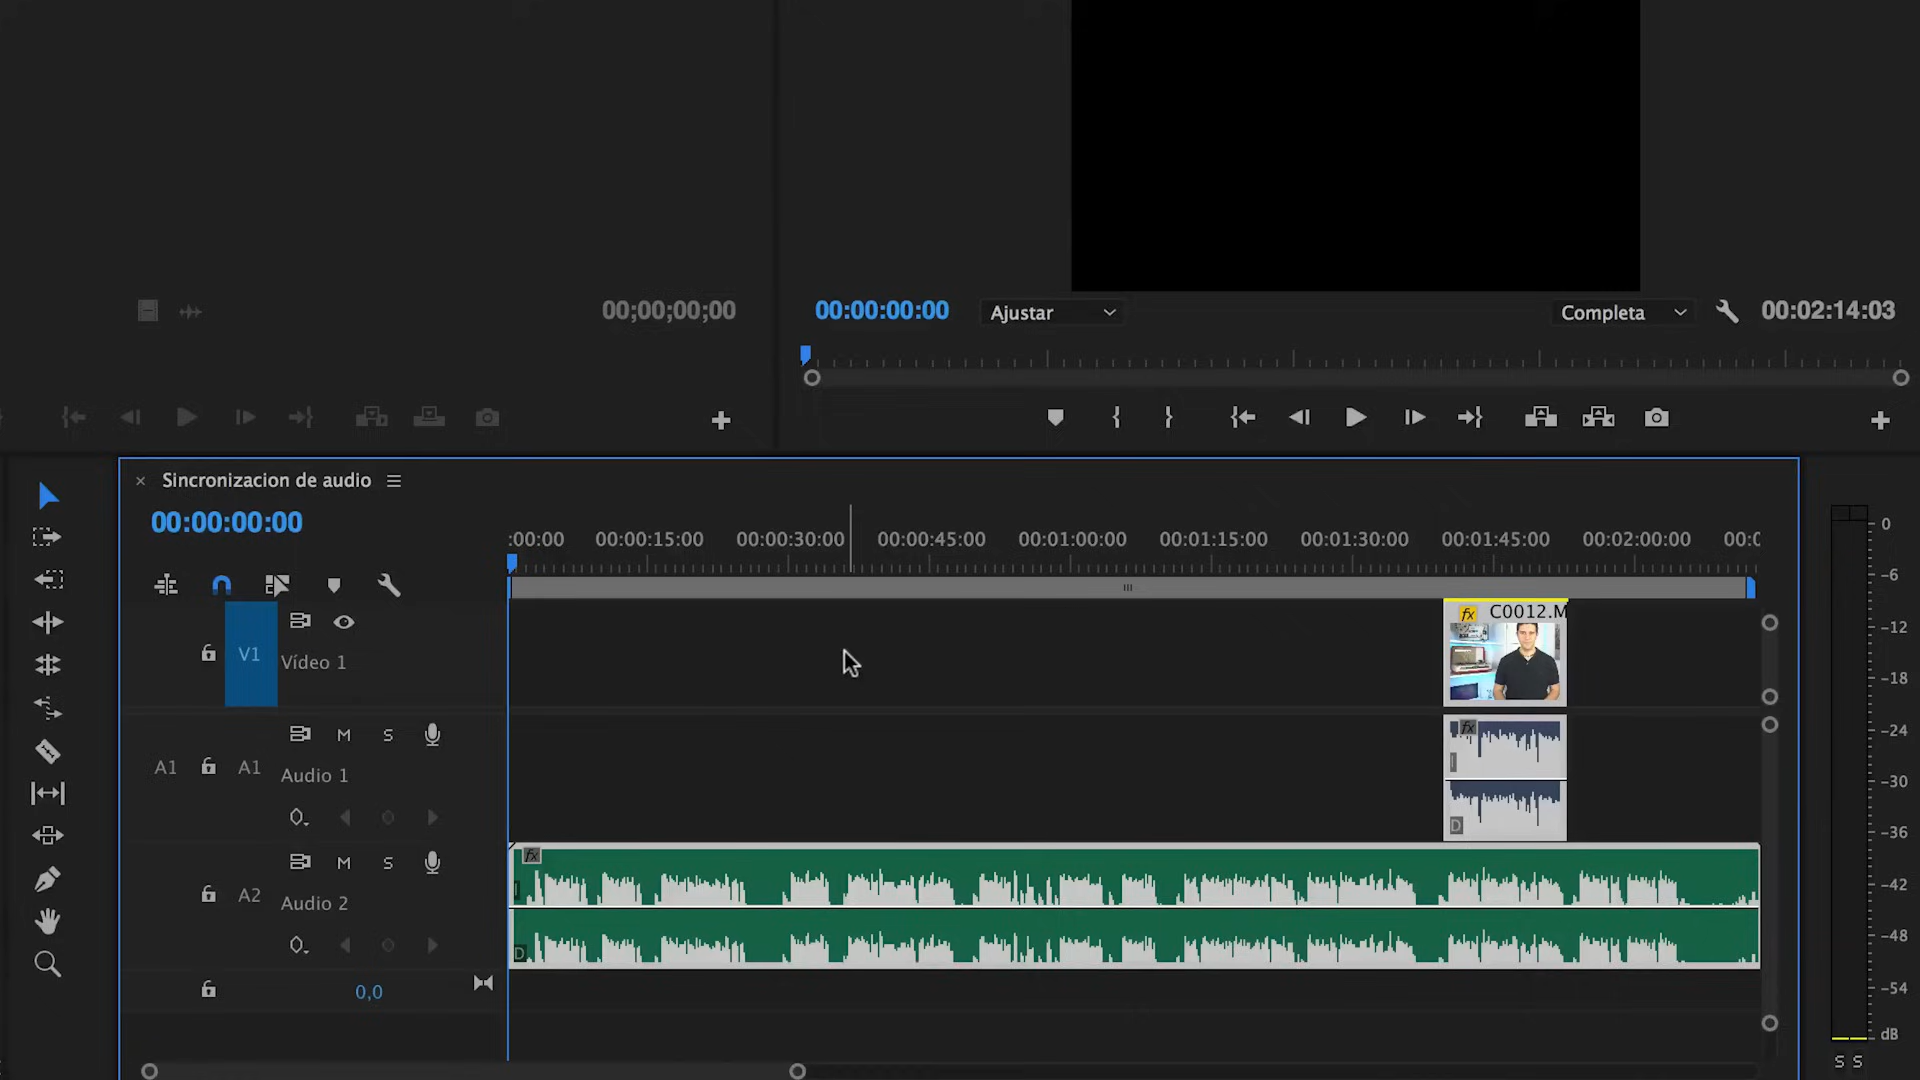 00;00;00;00
00:00:00:00
Ajustar
Completa
00:02:14:03
× Sincronizacion de audio
00:00:00:00
:00:00 00:00:15:00 00:00:30:00 00:00:45:00 00:01:00:00 00:01:15:00 00:01:30:00 00:01:45:00 00:02:00:00 00:0
V1 Vídeo 1
fx C0012.M
A1 A1 M S
Audio 1
fx
I
D
A2 M S
Audio 2
fx
D
0,0
0
-6
-12
-18
-24
-30
-36
-42
-48
-54
dB
S S